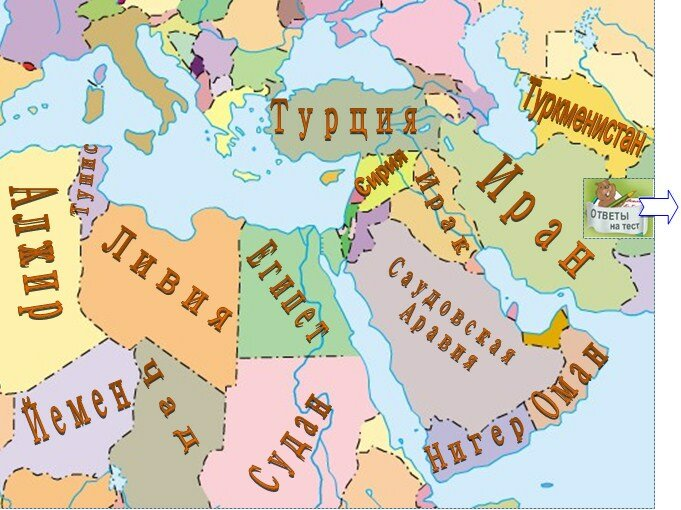 Турция
Туркменистан
Сирия
Ирак
Иран
ОТВЕТЫ
на тест
Тунис
Алжир
Ливия
Египет
Саудовская
Аравия
Йемен
Чад
Судан
Нигер
Оман